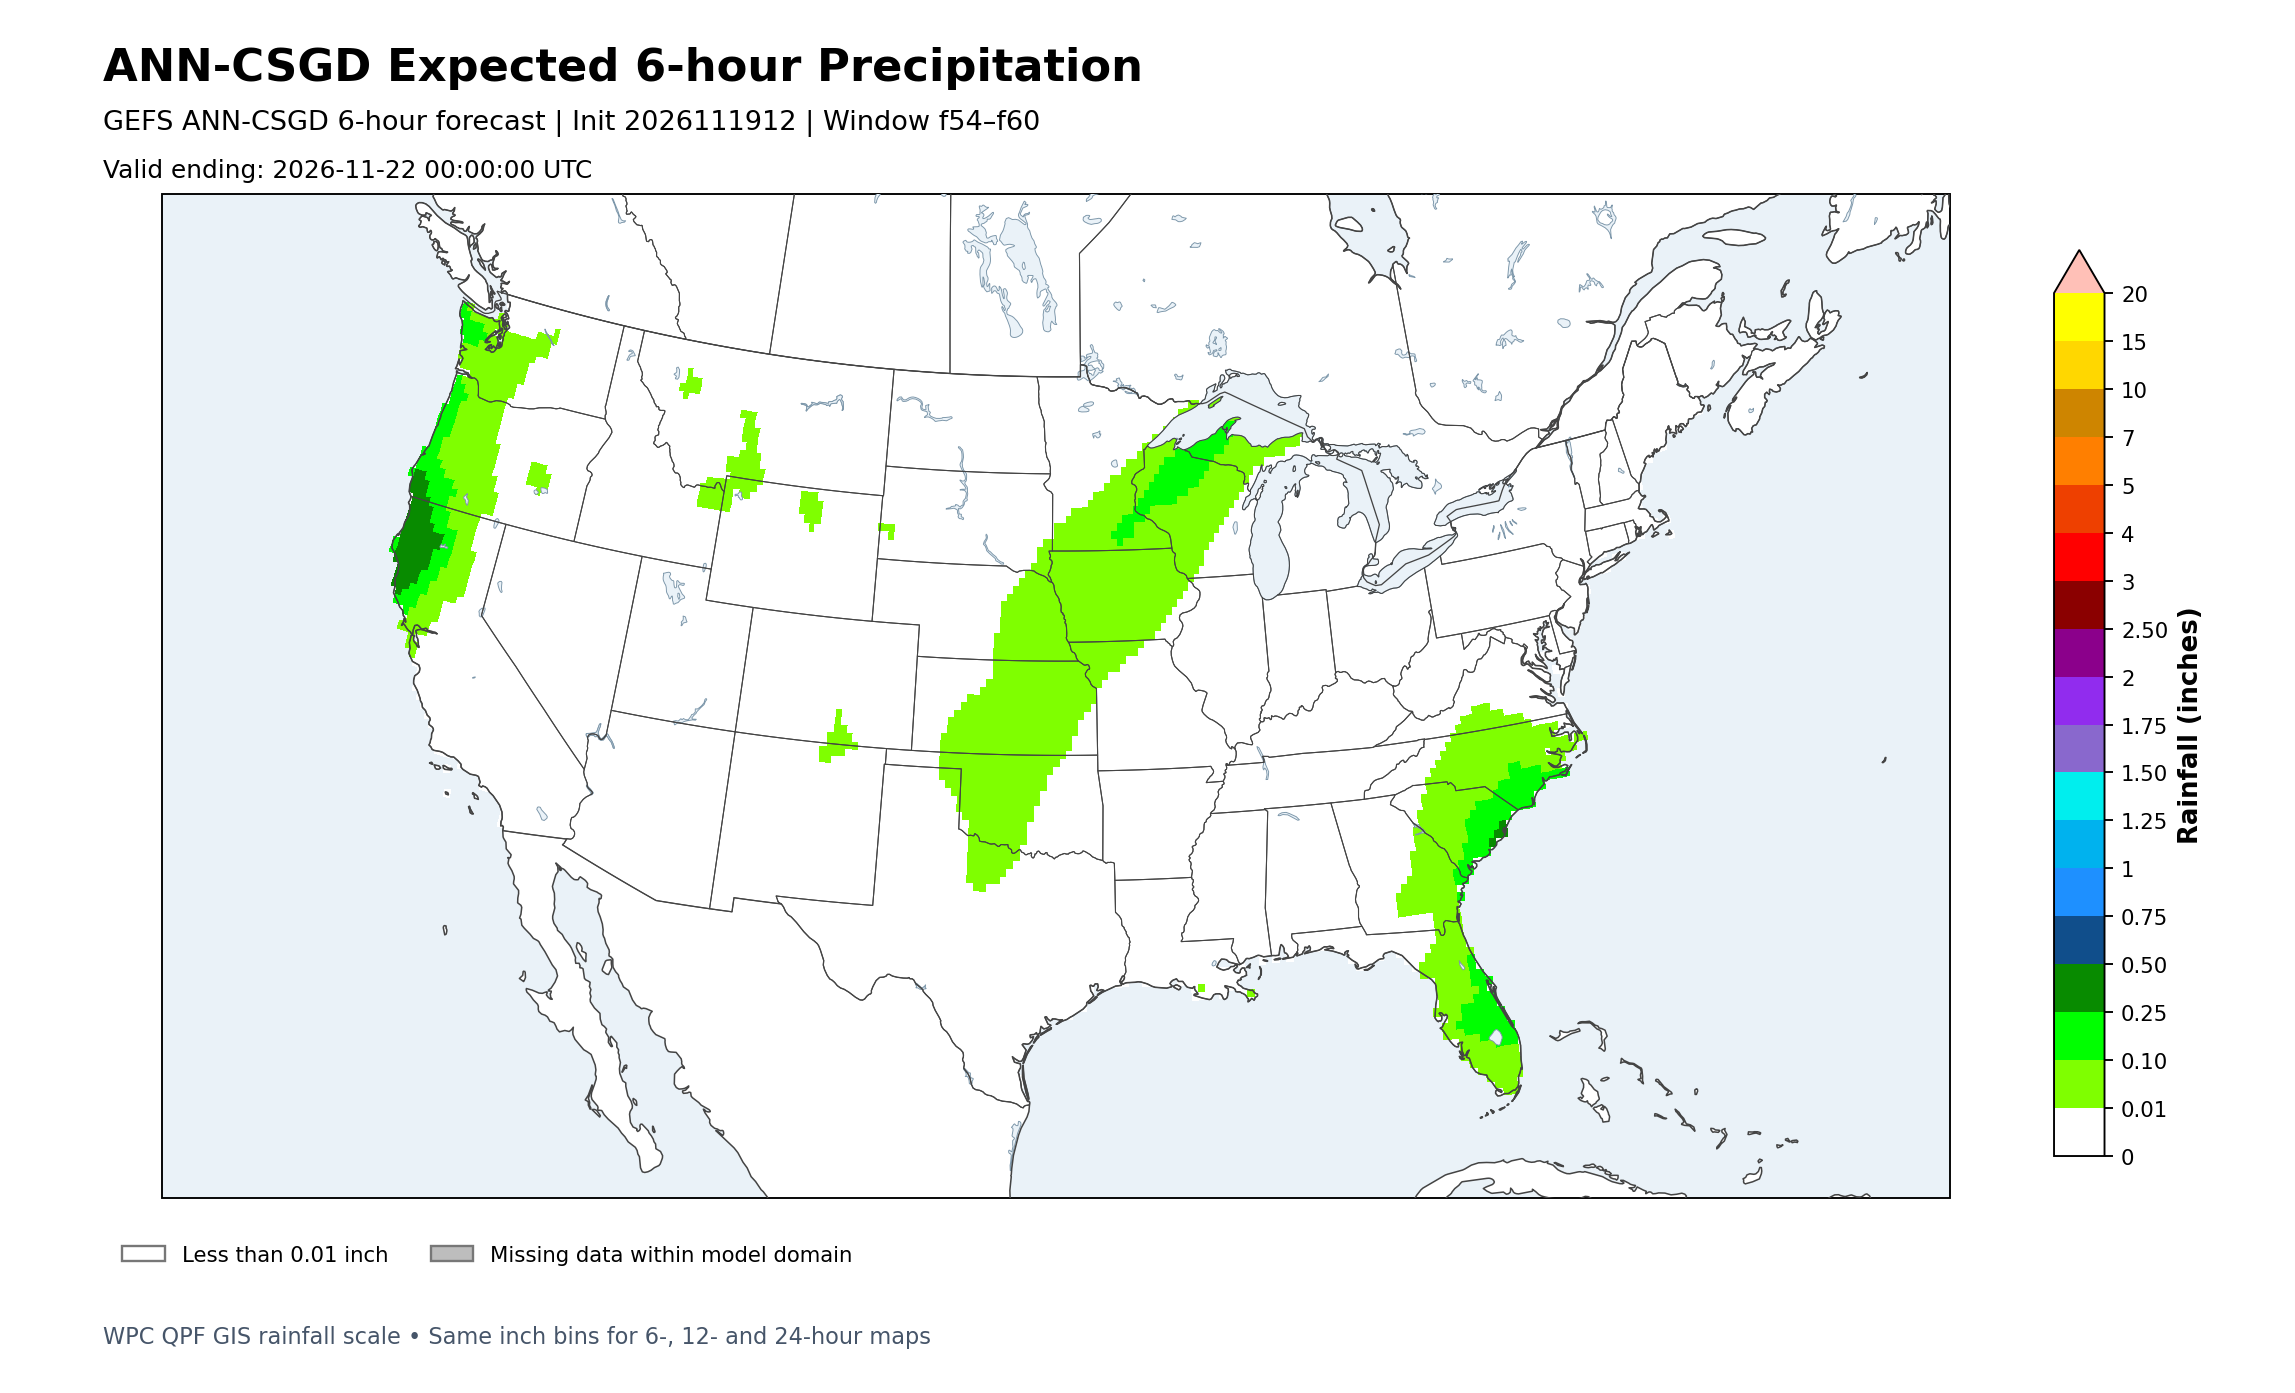 ANN-CSGD Expected 6-hour Precipitation
GEFS ANN-CSGD 6-hour forecast | Init 2026111912 | Window f54–f60
Valid ending: 2026-11-22 00:00:00 UTC
20
15
10
7
5
4
3
2.50
2
1.75
1.50
1.25
1
0.75
0.50
0.25
0.10
0.01
0
Rainfall (inches)
Less than 0.01 inch
Missing data within model domain
WPC QPF GIS rainfall scale • Same inch bins for 6-, 12- and 24-hour maps